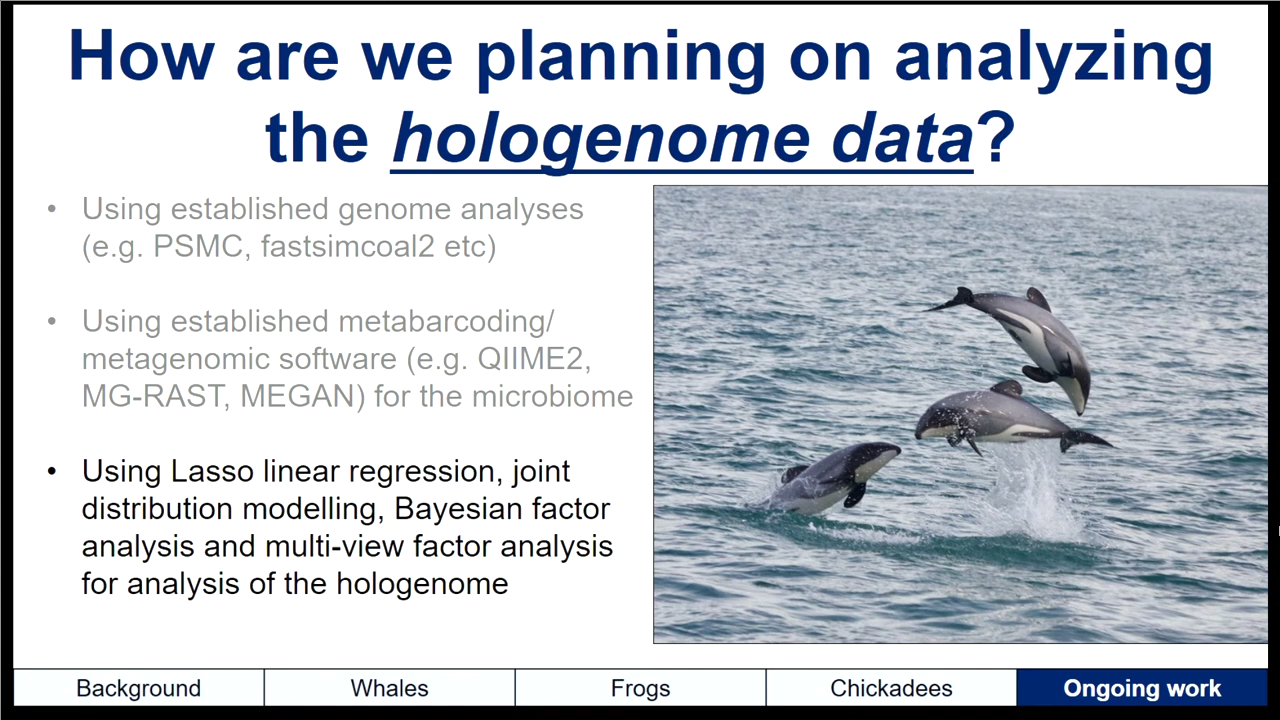 How are we planning on analyzing
the hologenome data?
• Using established genome analyses
(e.g. PSMC, fastsimcoal2 etc)
• Using established metabarcoding/
metagenomic software (e.g. QIIME2,
MG-RAST, MEGAN) for the microbiome
• Using Lasso linear regression, joint
distribution modelling, Bayesian factor
analysis and multi-view factor analysis
for analysis of the hologenome
Background
Whales
Frogs
Chickadees
Ongoing work